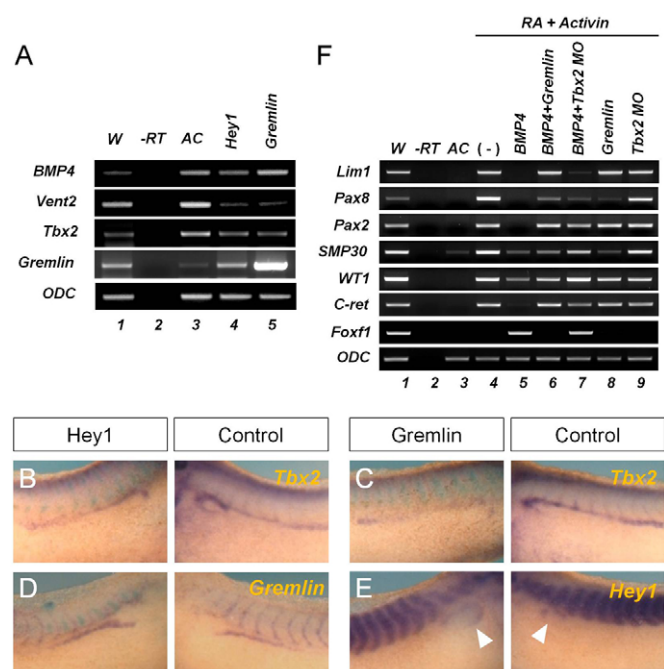 A
W -RT AC Hey1 Gremlin
BMP4
Vent2
Tbx2
Gremlin
ODC
1 2 3 4 5
F
RA + Activin
W -RT AC (-) BMP4 BMP4+Gremlin BMP4+Tbx2 MO Gremlin Tbx2 MO
Lim1
Pax8
Pax2
SMP30
WT1
C-ret
Foxf1
ODC
1 2 3 4 5 6 7 8 9
Hey1 Control Gremlin Control
B Tbx2 C Tbx2
D Gremlin E Hey1